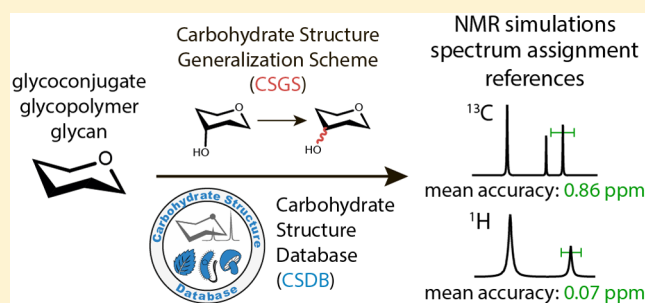 glycoconjugate
glycopolymer
glycan
O
Carbohydrate Structure
Generalization Scheme
(CSGS)
O
HO
O
HO
Carbohydrate Structure
Database
Carbohydrate
Structure
Database
(CSDB)
NMR simulations
spectrum assignment
references
13C
mean accuracy: 0.86 ppm
1H
mean accuracy: 0.07 ppm